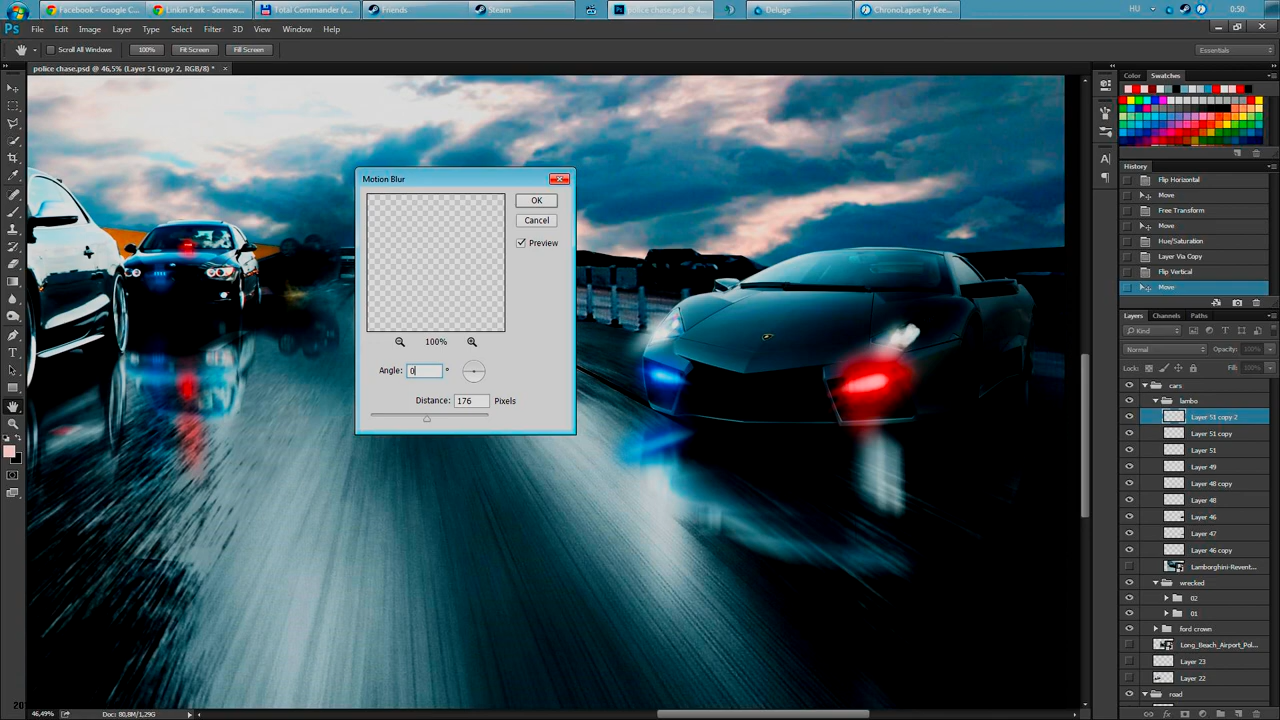 Facebook - Google C...
Linkin Park - Somew...
Total Commander (x...
Friends
Steam
police chase.psd @ 4...
Deluge
ChronoLapse by Kee...
HU
0:50
Ps
File Edit Image Layer Type Select Filter 3D View Window Help
Scroll All Windows
100%
Fit Screen
Fill Screen
Essentials
police chase.psd @ 46,5% (Layer 51 copy 2, RGB/8) *
Motion Blur
OK
Cancel
Preview
100%
Angle: 0 °
Distance: 176 Pixels
Color Swatches
History
Flip Horizontal
Move
Free Transform
Move
Hue/Saturation
Layer Via Copy
Flip Vertical
Move
Layers Channels Paths
Kind
Normal
Opacity: 100%
Lock:
Fill: 100%
cars
lambo
Layer 51 copy 2
Layer 51 copy
Layer 51
Layer 49
Layer 48 copy
Layer 48
Layer 46
Layer 47
Layer 46 copy
Lamborghini-Revent...
wrecked
02
01
ford crown
Long_Beach_Airport_Pol...
Layer 23
Layer 22
road
46,49%
Doc: 80,8M/1,29G